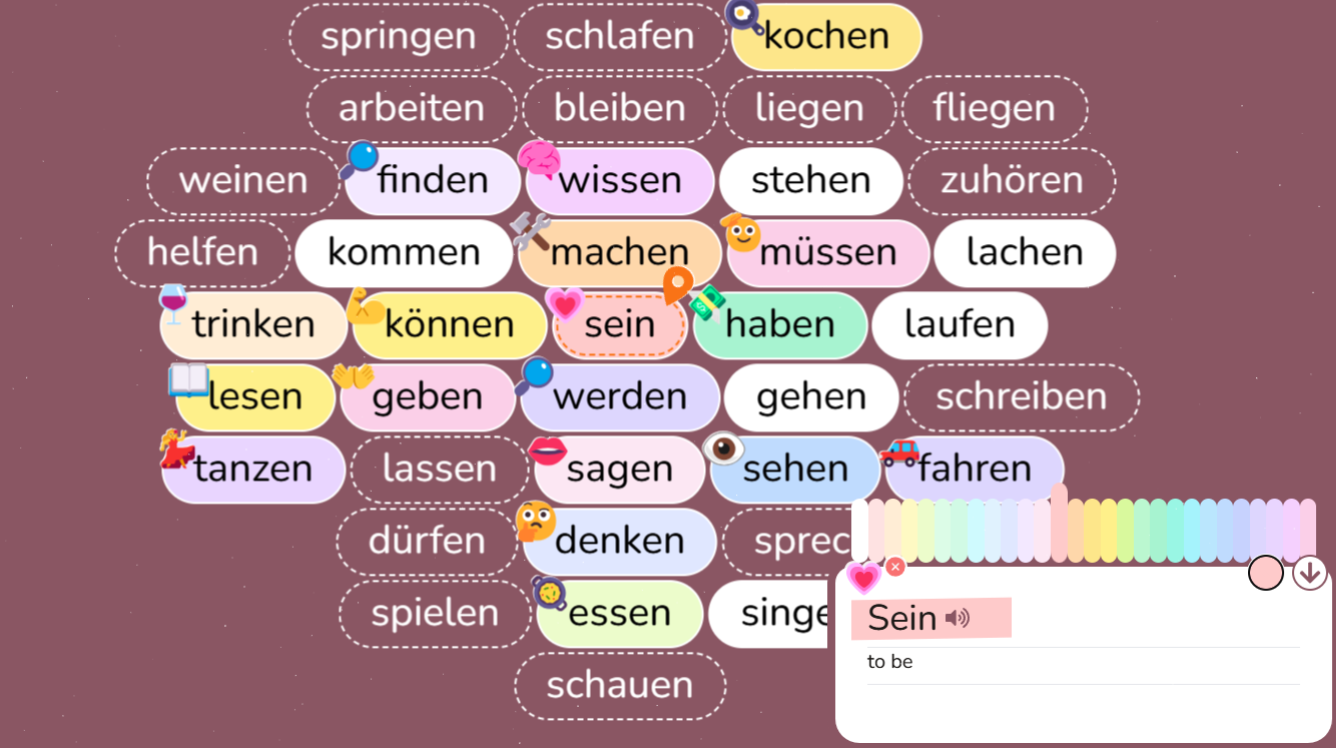 springen schlafen kochen
arbeiten bleiben liegen fliegen
weinen finden wissen stehen zuhören
helfen kommen machen müssen lachen
trinken können sein haben laufen
lesen geben werden gehen schreiben
tanzen lassen sagen sehen fahren
dürfen denken sprec
spielen essen singe
schauen
Sein
to be